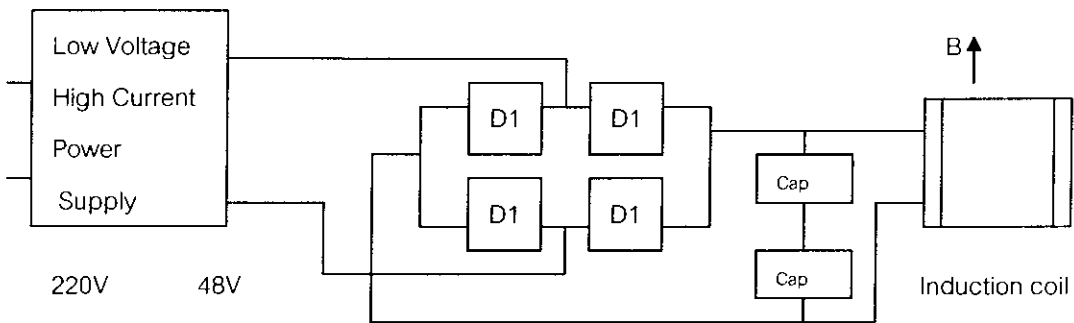 Low Voltage
High Current
Power
Supply
220V
48V
D1
D1
D1
D1
Cap
Cap
B
Induction coil